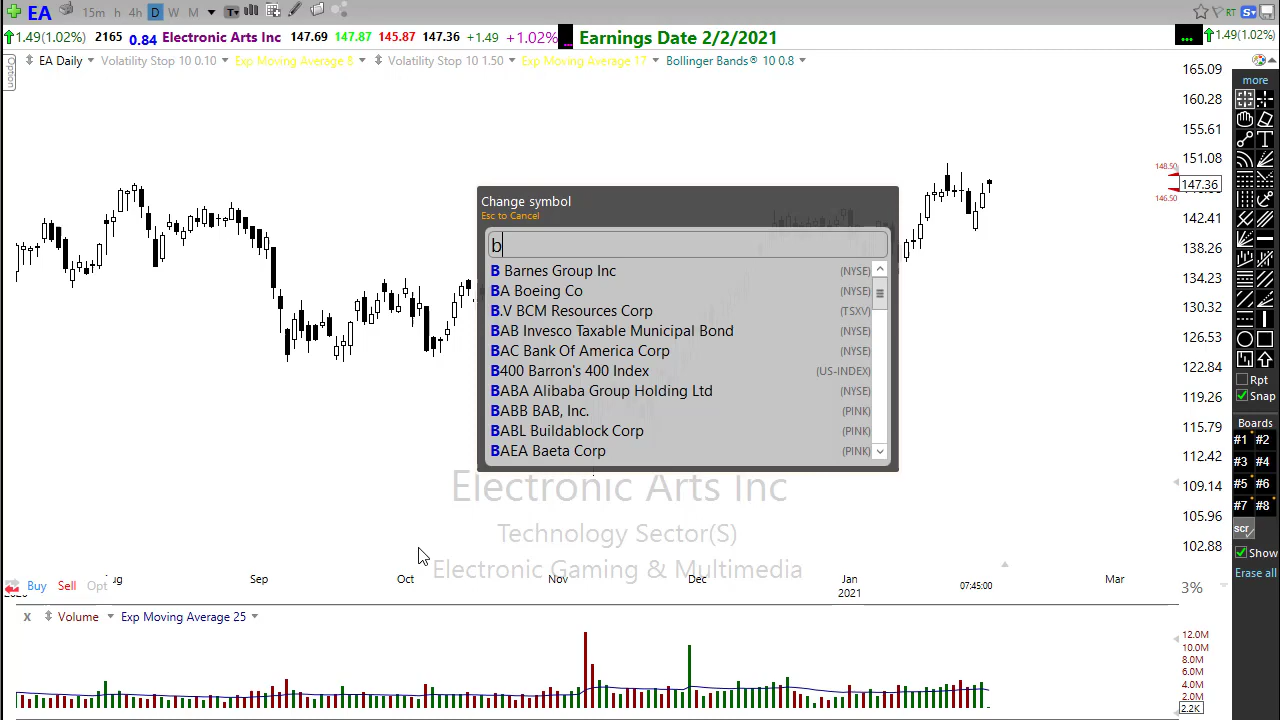 EA 15m h 4h D W M T RT S
1.49(1.02%) 2165 0.84 Electronic Arts Inc 147.69 147.87 145.87 147.36 +1.49 +1.02% ... Earnings Date 2/2/2021 ... 1.49(1.02%)
Option
EA Daily Volatility Stop 10 0.10 Exp Moving Average 8 Volatility Stop 10 1.50 Exp Moving Average 17 Bollinger Bands® 10 0.8
165.09
160.28
155.61
151.08
148.50
147.36
146.50
142.41
138.26
134.23
130.32
126.53
122.84
119.26
115.79
112.42
109.14
105.96
102.88
Change symbol
Esc to Cancel
b
B Barnes Group Inc (NYSE)
BA Boeing Co (NYSE)
B.V BCM Resources Corp (TSXV)
BAB Invesco Taxable Municipal Bond (NYSE)
BAC Bank Of America Corp (NYSE)
B400 Barron's 400 Index (US-INDEX)
BABA Alibaba Group Holding Ltd (NYSE)
BABB BAB, Inc. (PINK)
BABL Buildablock Corp (PINK)
BAEA Baeta Corp (PINK)
Electronic Arts Inc
Technology Sector(S)
Electronic Gaming & Multimedia
Sep Oct Nov Dec Jan Mar
2021 07:45:00
Buy Sell Opt 3%
x Volume Exp Moving Average 25
12.0M
10.0M
8.0M
6.0M
4.0M
2.0M
2.2K
more
T
Rpt
Snap
Boards
#1 #2
#3 #4
#5 #6
#7 #8
scr
Show
Erase all